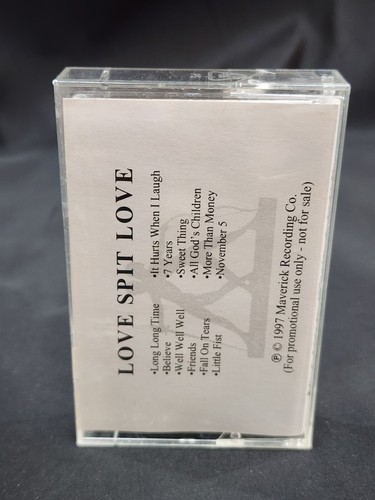 LOVE SPIT LOVE
•Long Long Time
•Believe
•Well Well Well
•Friends
•Fall On Tears
•Little Fist
•It Hurts When I Laugh
•7 Years
•Sweet Thing
•All God's Children
•More Than Money
•November 5
℗ © 1997 Maverick Recording Co.
(For promotional use only - not for sale)